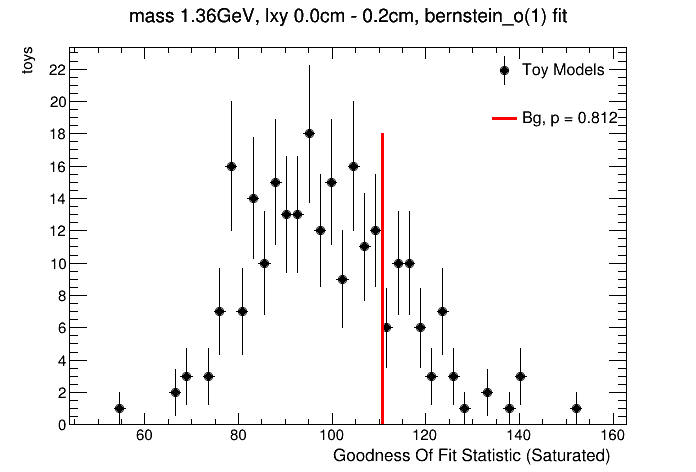 mass 1.36GeV, lxy 0.0cm - 0.2cm, bernstein_o(1) fit
toys
Toy Models
Bg, p = 0.812
22
20
18
16
14
12
10
8
6
4
2
0
60 80 100 120 140 160
Goodness Of Fit Statistic (Saturated)